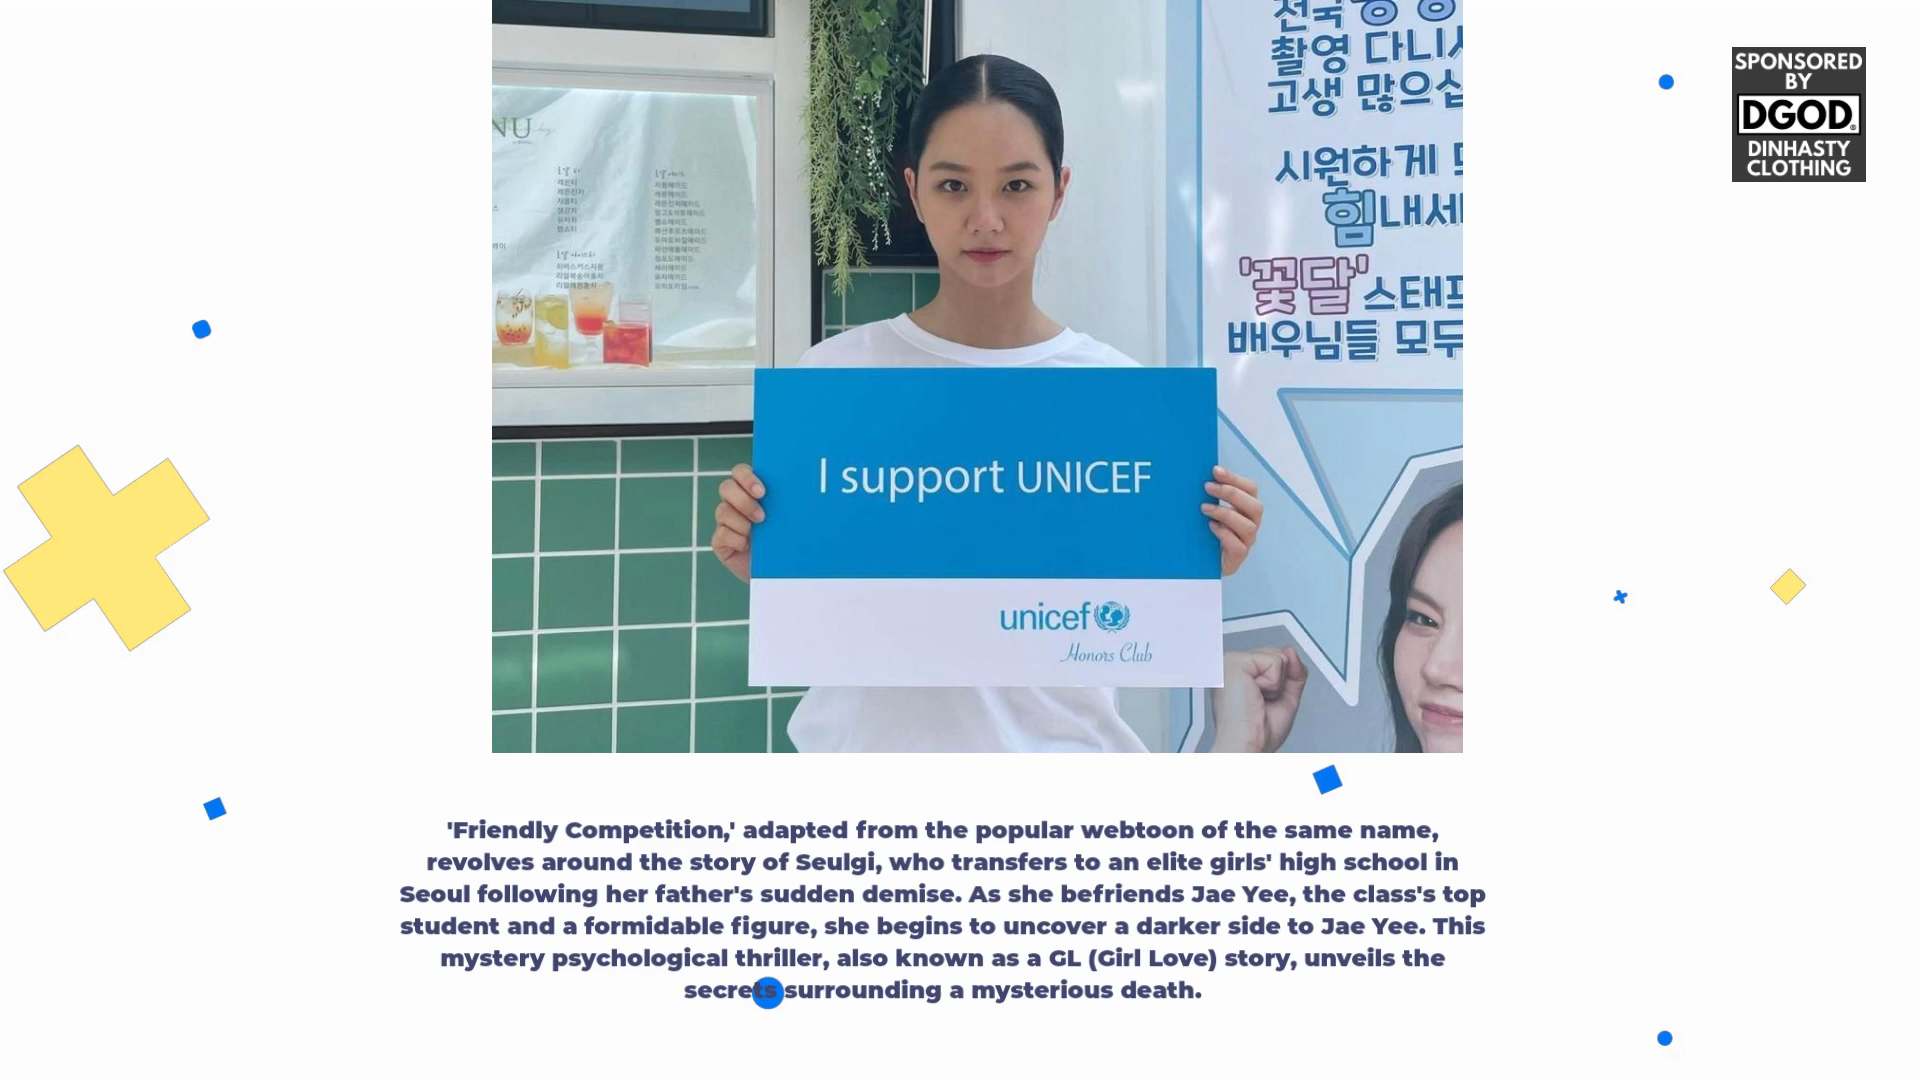 SPONSORED
BY
DGOD
DINHASTY
CLOTHING
전국
촬영 다니
고생 많으십
시원하게
힘내세
'꽃달' 스태프
배우님들 모두
NU
I support UNICEF
unicef
Honors Club
'Friendly Competition,' adapted from the popular webtoon of the same name,
revolves around the story of Seulgi, who transfers to an elite girls' high school in
Seoul following her father's sudden demise. As she befriends Jae Yee, the class's top
student and a formidable figure, she begins to uncover a darker side to Jae Yee. This
mystery psychological thriller, also known as a GL (Girl Love) story, unveils the
secrets surrounding a mysterious death.